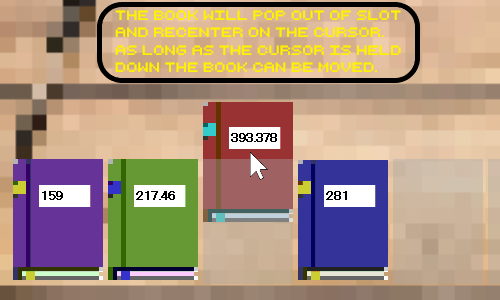 THE BOOK WILL POP OUT OF SLOT
AND RECENTER ON THE CURSOR.
AS LONG AS THE CURSOR IS HELD
DOWN THE BOOK CAN BE MOVED.
393.378
159
217.46
281